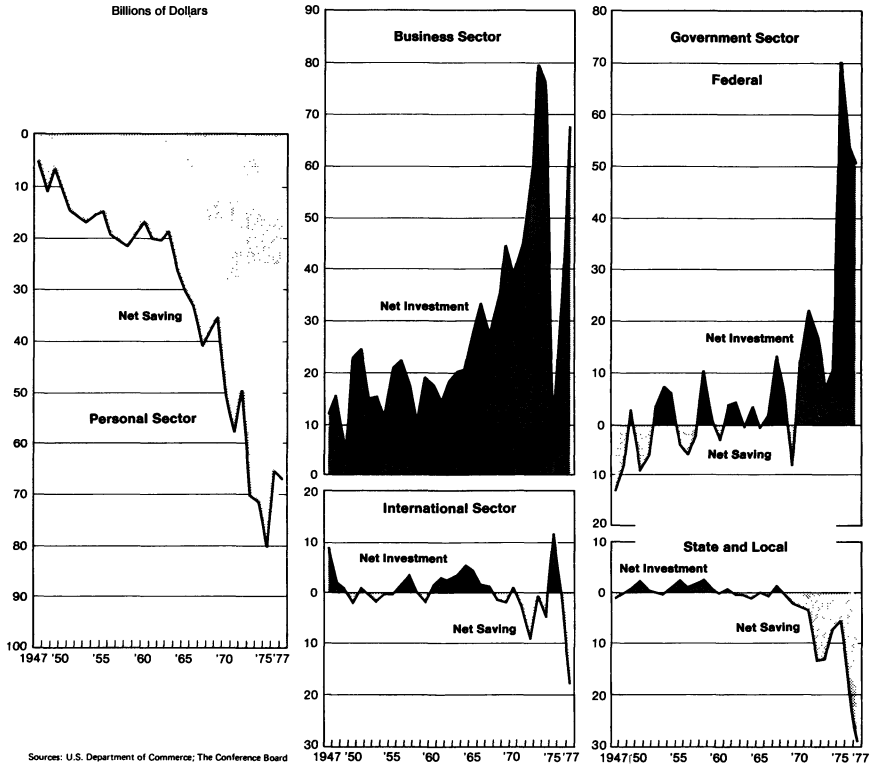 Billions of Dollars
0
10
20
30
40
50
60
70
80
90
100
Net Saving
Personal Sector
1947 '50 '55 '60 '65 '70 '75 '77
90
80
70
60
50
40
30
20
10
0
Business Sector
Net Investment
20
10
0
10
20
30
International Sector
Net Investment
Net Saving
1947 '50 '55 '60 '65 '70 '75 '77
80
70
60
50
40
30
20
10
0
10
20
Government Sector
Federal
Net Investment
Net Saving
10
0
10
20
30
State and Local
Net Investment
Net Saving
1947 '50 '55 '60 '65 '70 '75 '77
Sources: U.S. Department of Commerce; The Conference Board